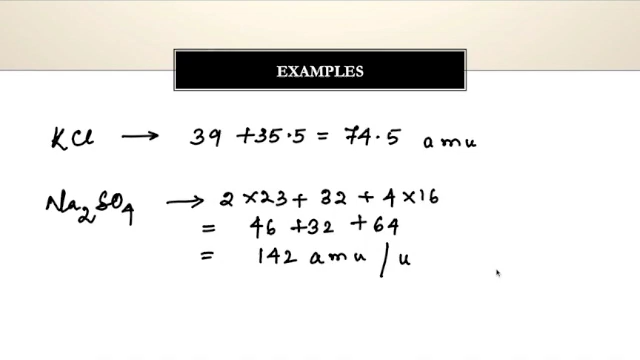 EXAMPLES
KCl → 39 + 35.5 = 74.5 amu
Na₂SO₄ → 2 × 23 + 32 + 4 × 16
= 46 + 32 + 64
= 142 amu / u